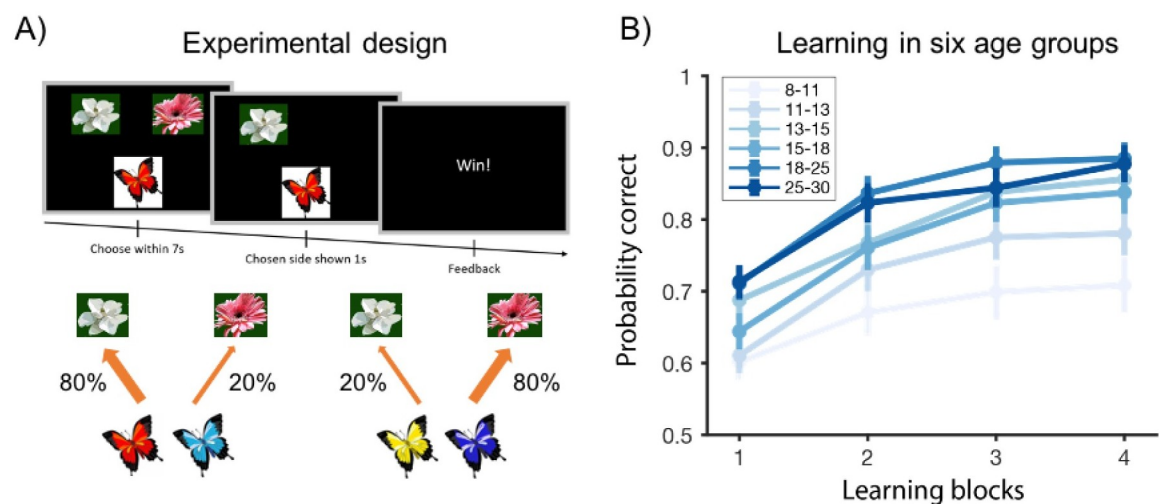 A)
Experimental design
Win!
Choose within 7s
Chosen side shown 1s
Feedback
80%
20%
20%
80%
B)
Learning in six age groups
Probability correct
1
0.9
0.8
0.7
0.6
0.5
8-11
11-13
13-15
15-18
18-25
25-30
1
2
3
4
Learning blocks